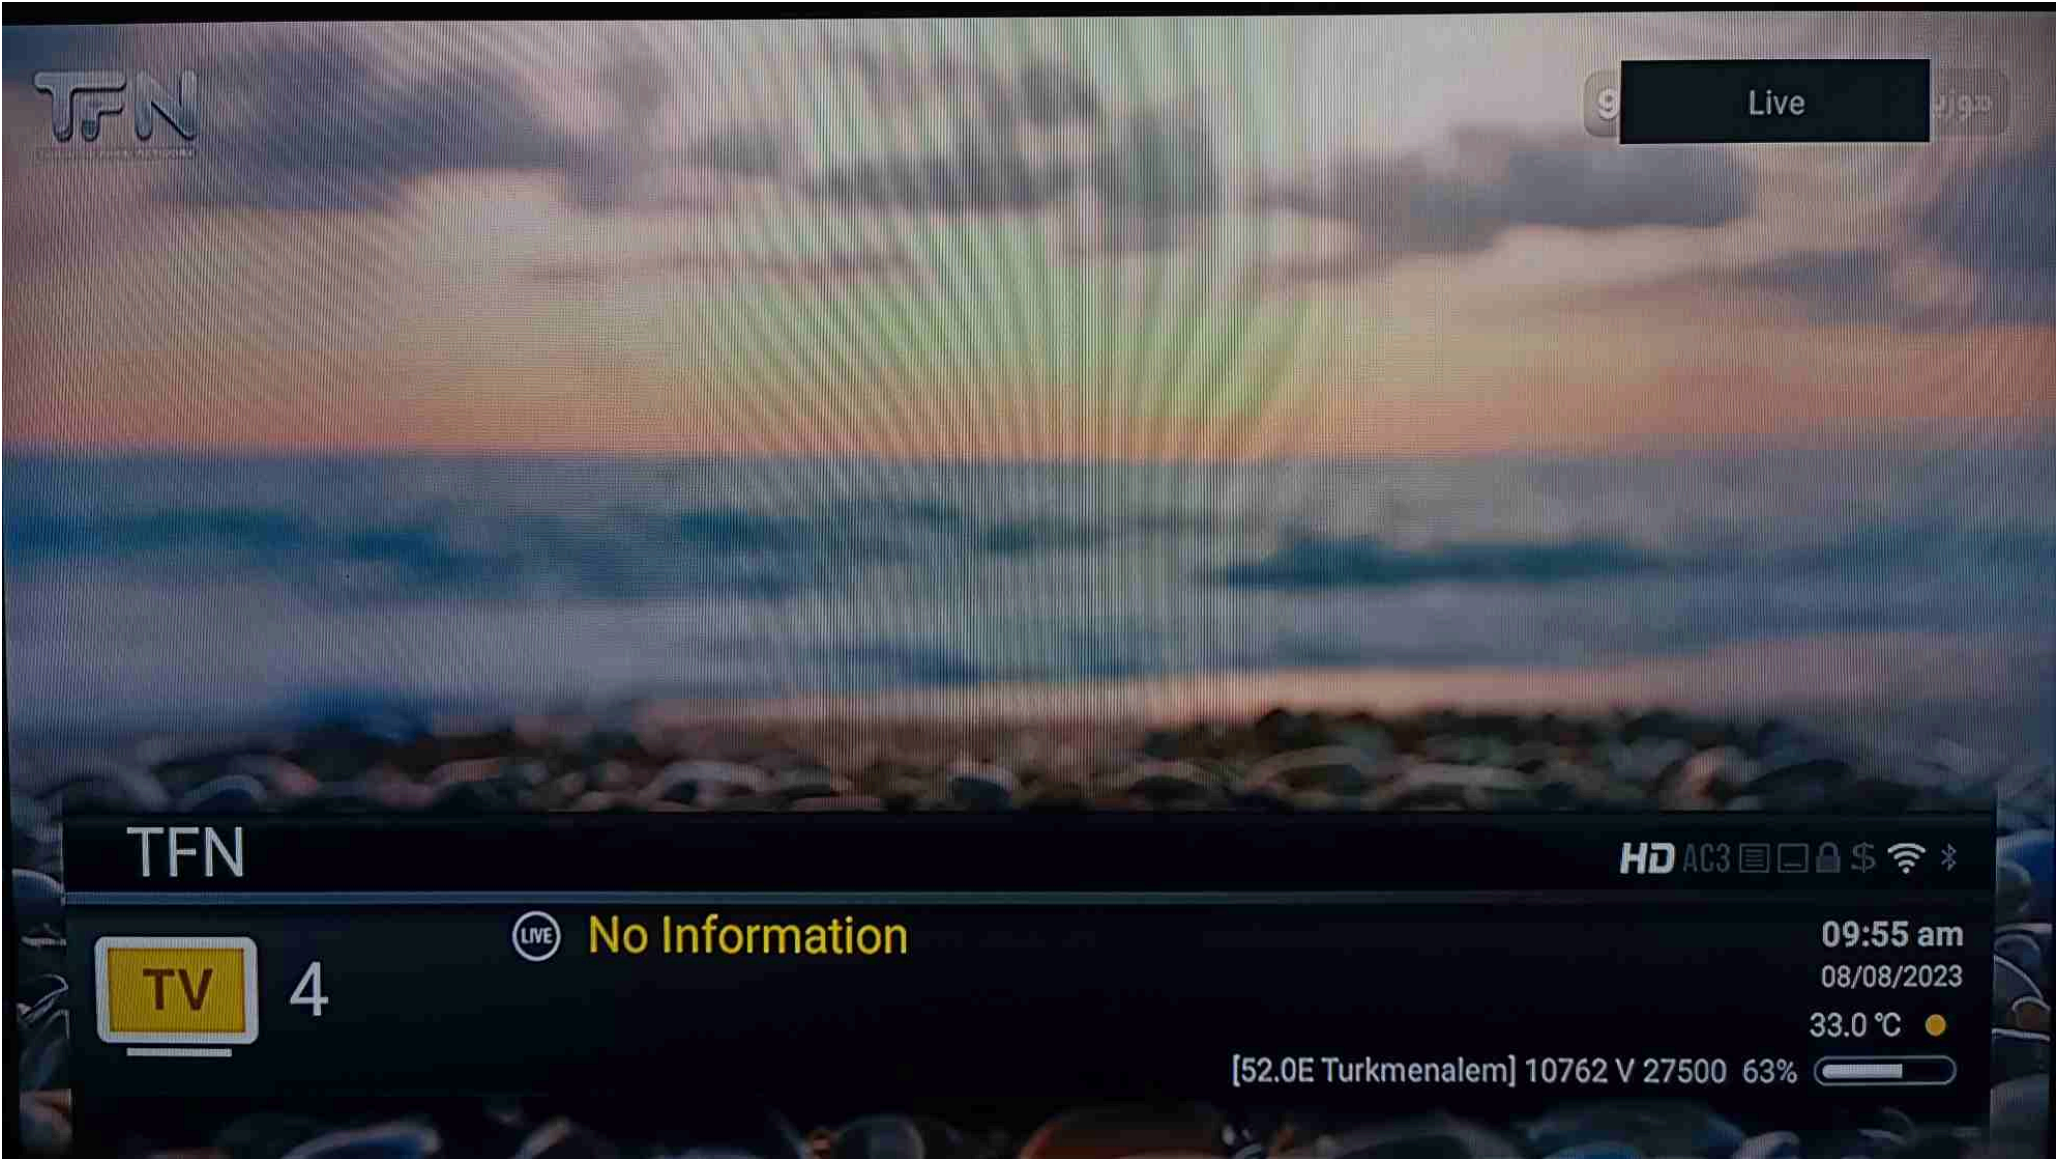 TFN
9
Live
TFN
HD AC3 $
LIVE No Information
09:55 am
TV 4
08/08/2023
33.0 °C
[52.0E Turkmenalem] 10762 V 27500 63%